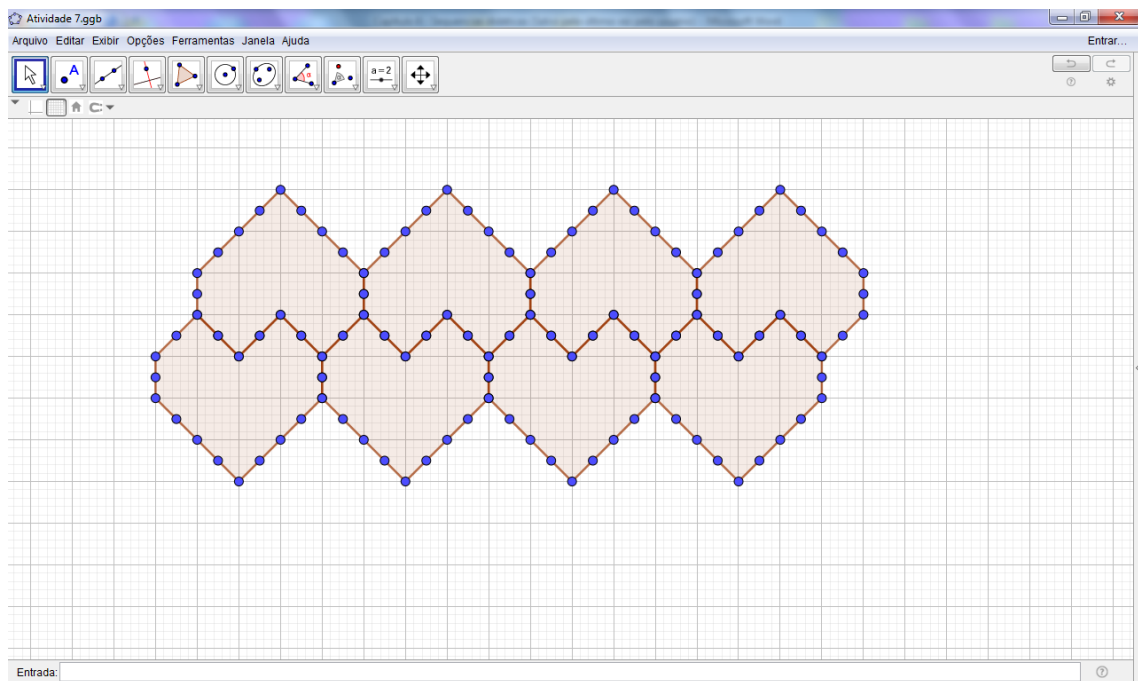 Atividade 7.ggb
Arquivo Editar Exibir Opções Ferramentas Janela Ajuda
Entrar...
A
α
a=2
Entrada: